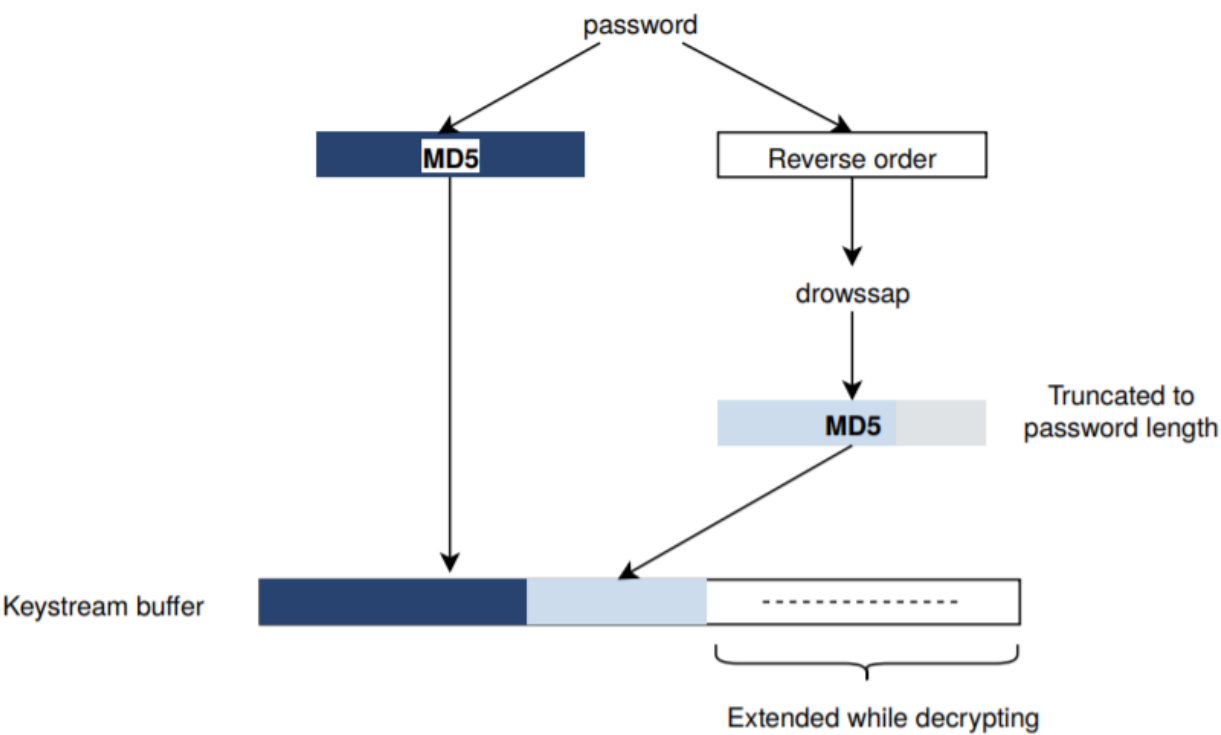 password
MD5
Reverse order
drowssap
MD5
Truncated to
password length
Keystream buffer
Extended while decrypting